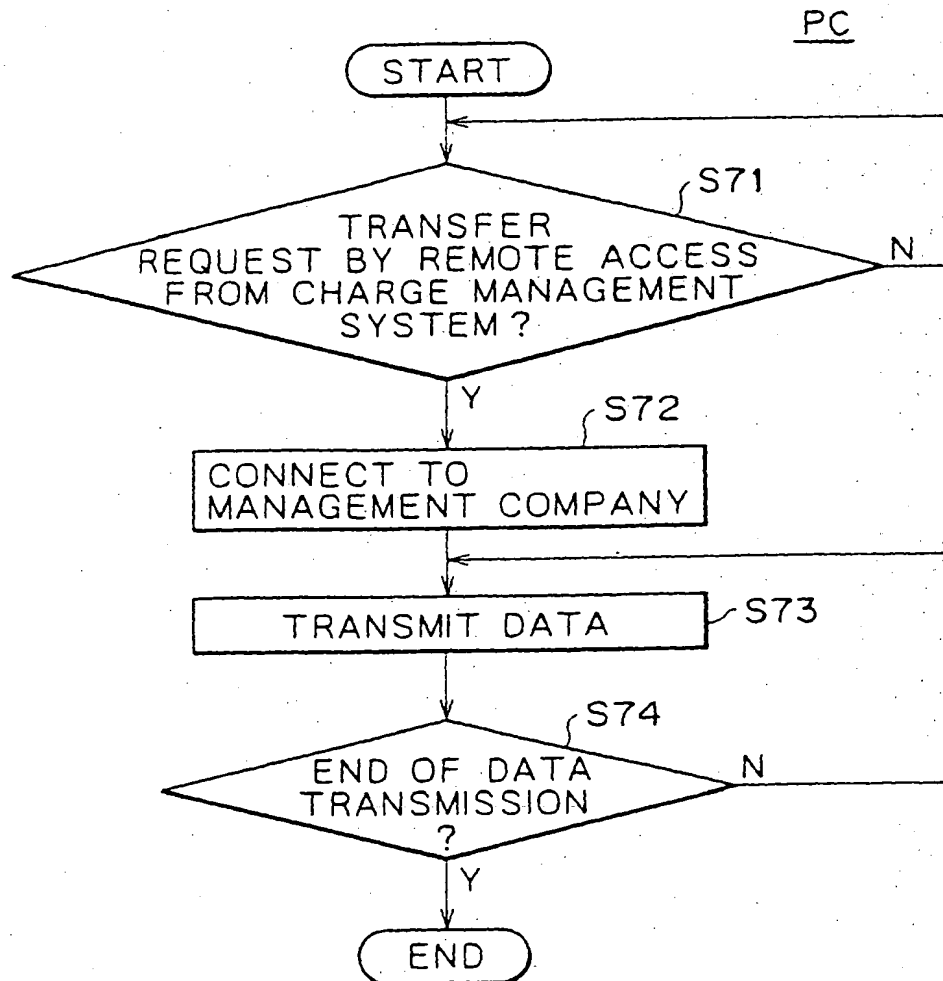 PC
START
S71
TRANSFER
REQUEST BY REMOTE ACCESS
FROM CHARGE MANAGEMENT
SYSTEM?
N
Y
S72
CONNECT TO
MANAGEMENT COMPANY
TRANSMIT DATA
S73
S74
END OF DATA
TRANSMISSION
?
N
Y
END